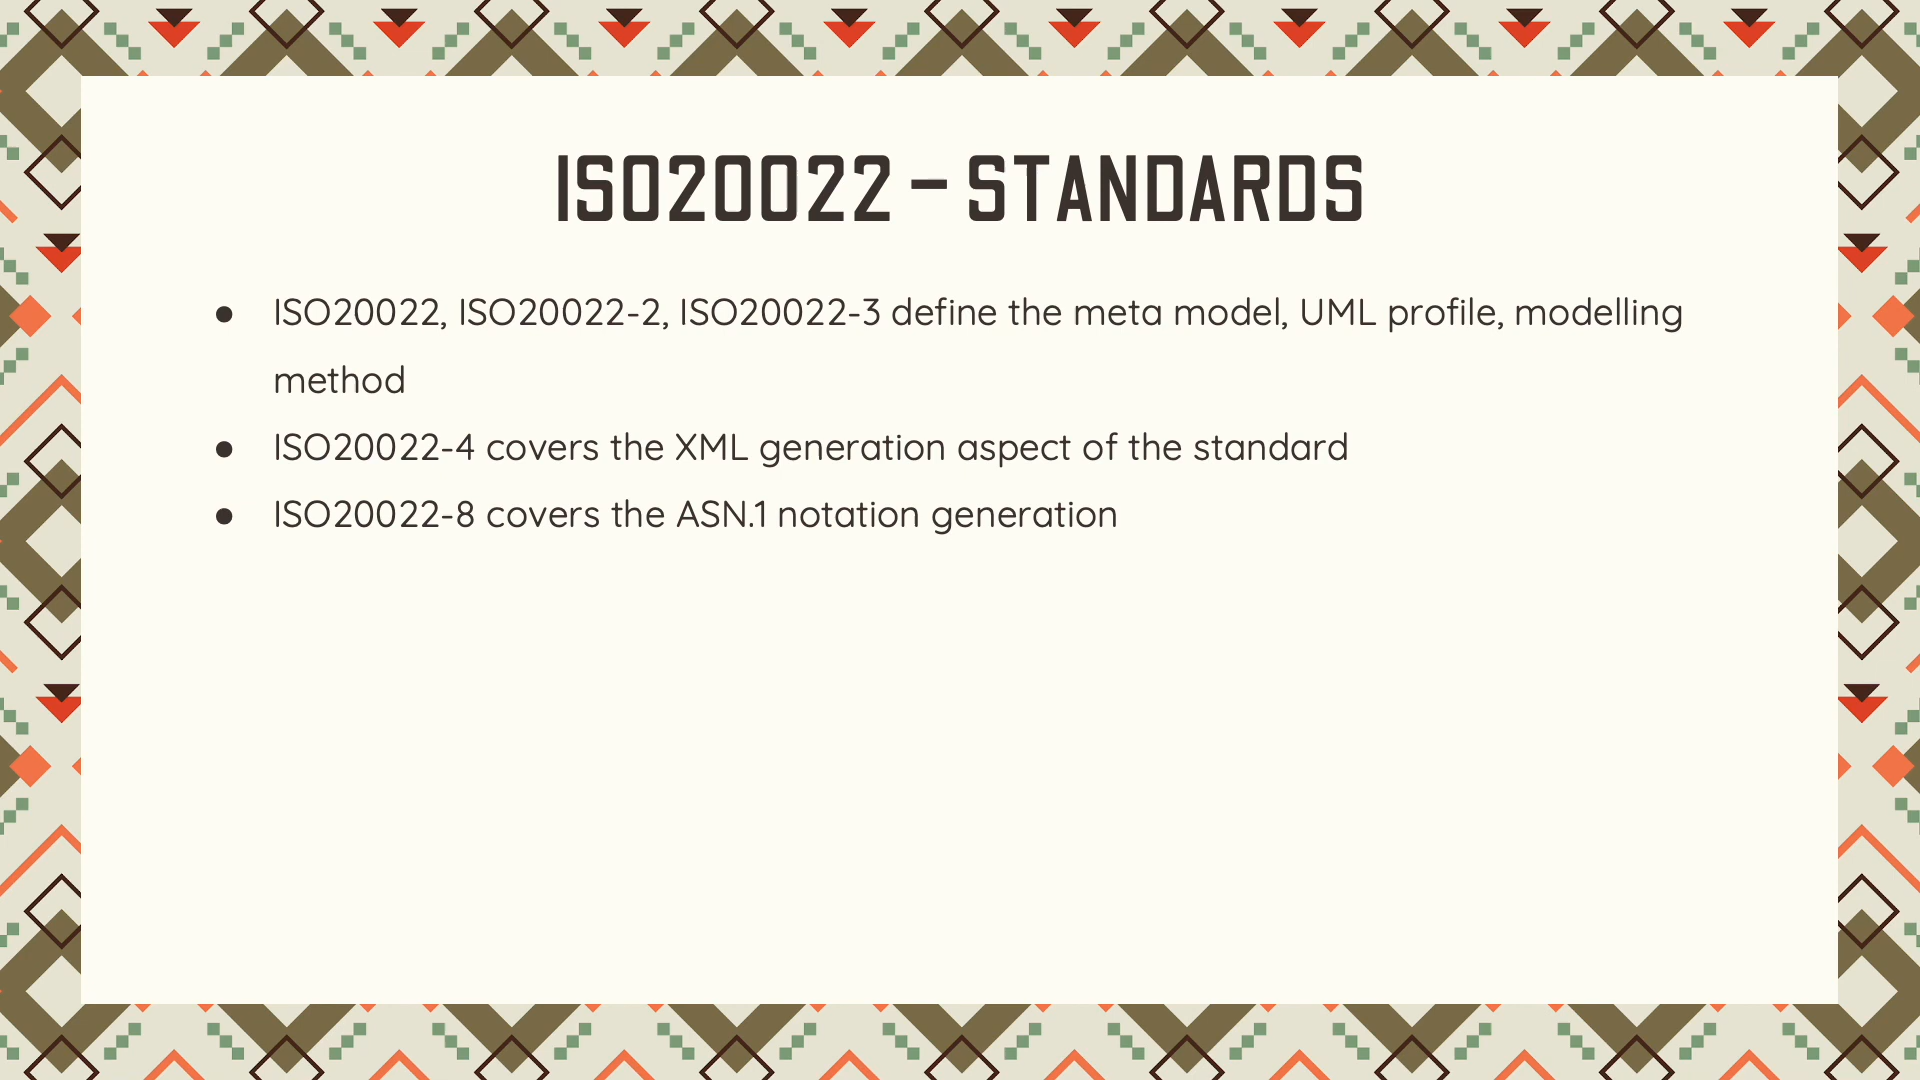 ISO20022 – STANDARDS
● ISO20022, ISO20022-2, ISO20022-3 define the meta model, UML profile, modelling
method
● ISO20022-4 covers the XML generation aspect of the standard
● ISO20022-8 covers the ASN.1 notation generation